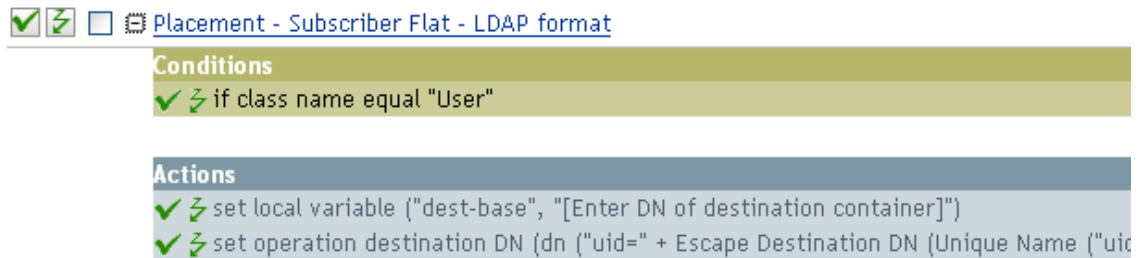 Placement - Subscriber Flat - LDAP format
Conditions
if class name equal "User"
Actions
set local variable ("dest-base", "[Enter DN of destination container]")
set operation destination DN (dn ("uid=" + Escape Destination DN (Unique Name ("uid